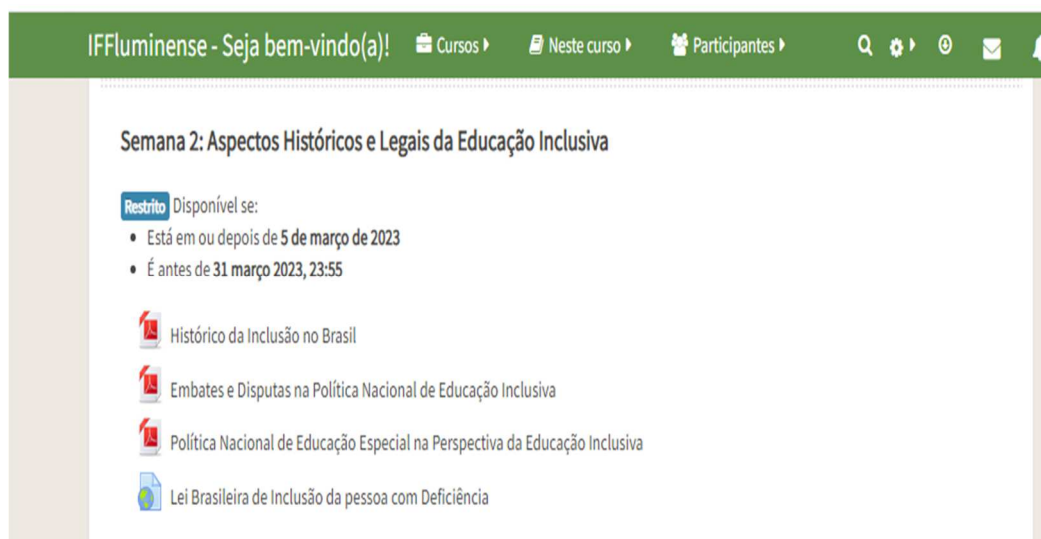 IFFluminense - Seja bem-vindo(a)! Cursos Neste curso Participantes
Semana 2: Aspectos Históricos e Legais da Educação Inclusiva
Restrito Disponível se:
• Está em ou depois de 5 de março de 2023
• É antes de 31 março 2023, 23:55
Histórico da Inclusão no Brasil
Embates e Disputas na Política Nacional de Educação Inclusiva
Política Nacional de Educação Especial na Perspectiva da Educação Inclusiva
Lei Brasileira de Inclusão da pessoa com Deficiência